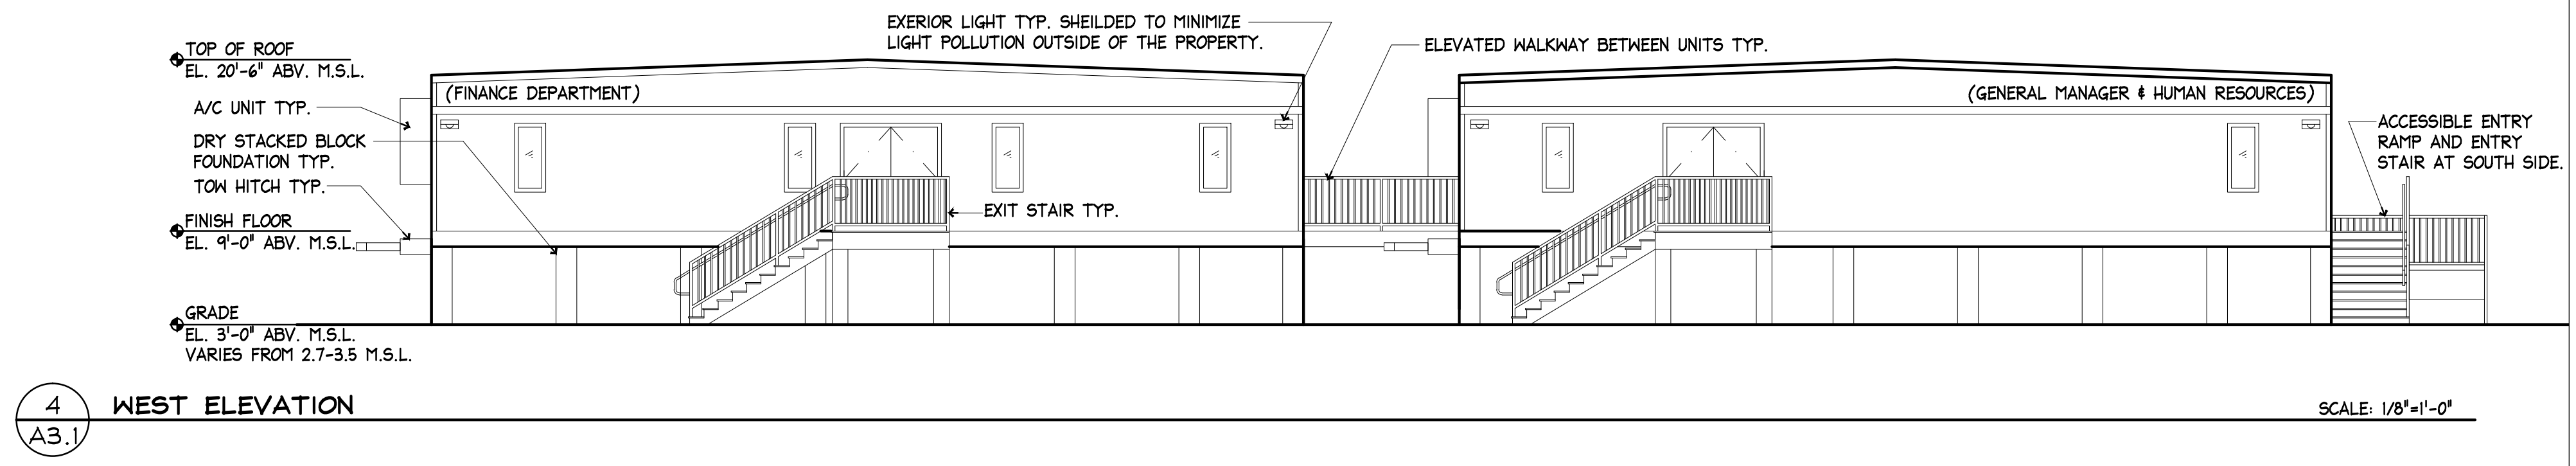 EXERIOR LIGHT TYP. SHEILDED TO MINIMIZE
LIGHT POLLUTION OUTSIDE OF THE PROPERTY.
ELEVATED WALKWAY BETWEEN UNITS TYP.
TOP OF ROOF
EL. 20'-6" ABV. M.S.L.
A/C UNIT TYP.
DRY STACKED BLOCK
FOUNDATION TYP.
TOW HITCH TYP.
FINISH FLOOR
EL. 9'-0" ABV. M.S.L.
GRADE
EL. 3'-0" ABV. M.S.L.
VARIES FROM 2.7-3.5 M.S.L.
(FINANCE DEPARTMENT)
EXIT STAIR TYP.
(GENERAL MANAGER & HUMAN RESOURCES)
ACCESSIBLE ENTRY
RAMP AND ENTRY
STAIR AT SOUTH SIDE.
4
A3.1
WEST ELEVATION
SCALE: 1/8"=1'-0"